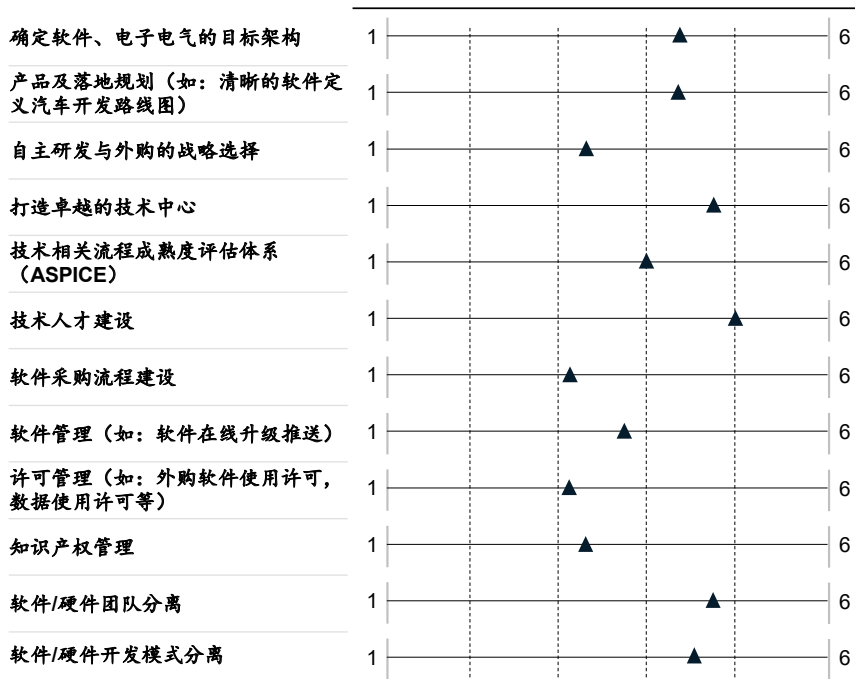 确定软件、电子电气的目标架构
1 6
产品及落地规划（如：清晰的软件定
义汽车开发路线图）
1 6
自主研发与外购的战略选择
1 6
打造卓越的技术中心
1 6
技术相关流程成熟度评估体系
（ASPICE）
1 6
技术人才建设
1 6
软件采购流程建设
1 6
软件管理（如：软件在线升级推送）
1 6
许可管理（如：外购软件使用许可，
数据使用许可等）
1 6
知识产权管理
1 6
软件/硬件团队分离
1 6
软件/硬件开发模式分离
1 6